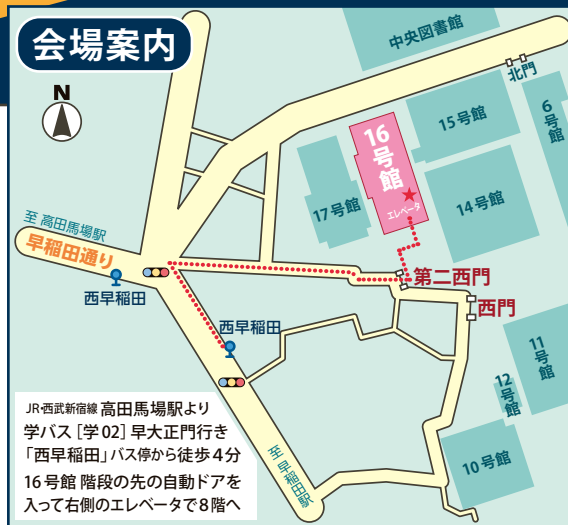 会場案内
N
中央図書館
北門
6号館
15号館
16号館
エレベータ
17号館
14号館
至 高田馬場駅
早稲田通り
西早稲田
西早稲田
第二西門
西門
11号館
12号館
10号館
至 早稲田駅
JR・西武新宿線 高田馬場駅より
学バス [学02] 早大正門行き
「西早稲田」バス停から徒歩4分
16号館 階段の先の自動ドアを
入って右側のエレベータで8階へ